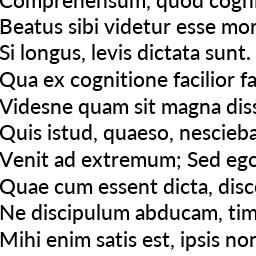 Comprehensum, quod cogni
Beatus sibi videtur esse mor
Si longus, levis dictata sunt.
Qua ex cognitione facilior fa
Videsne quam sit magna diss
Quis istud, quaeso, nescieba
Venit ad extremum; Sed ego
Quae cum essent dicta, disc
Ne discipulum abducam, tim
Mihi enim satis est, ipsis non